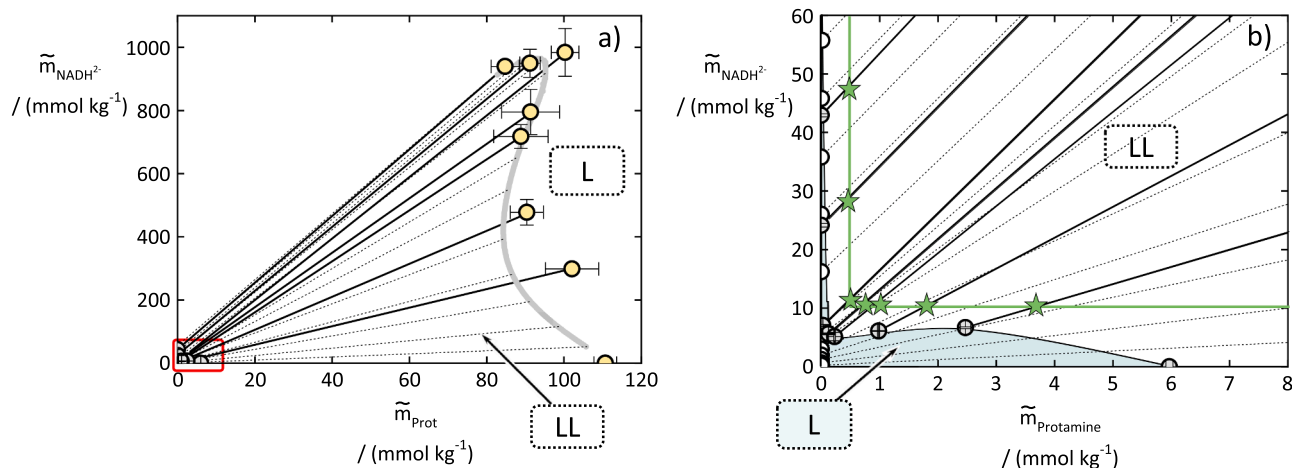 a)
m̃NADH²⁻
/ (mmol kg⁻¹)
1000
800
600
400
200
0
0 20 40 60 80 100 120
m̃Prot
/ (mmol kg⁻¹)
L
LL
b)
m̃NADH²⁻
/ (mmol kg⁻¹)
60
50
40
30
20
10
0
0 1 2 3 4 5 6 7 8
m̃Protamine
/ (mmol kg⁻¹)
LL
L